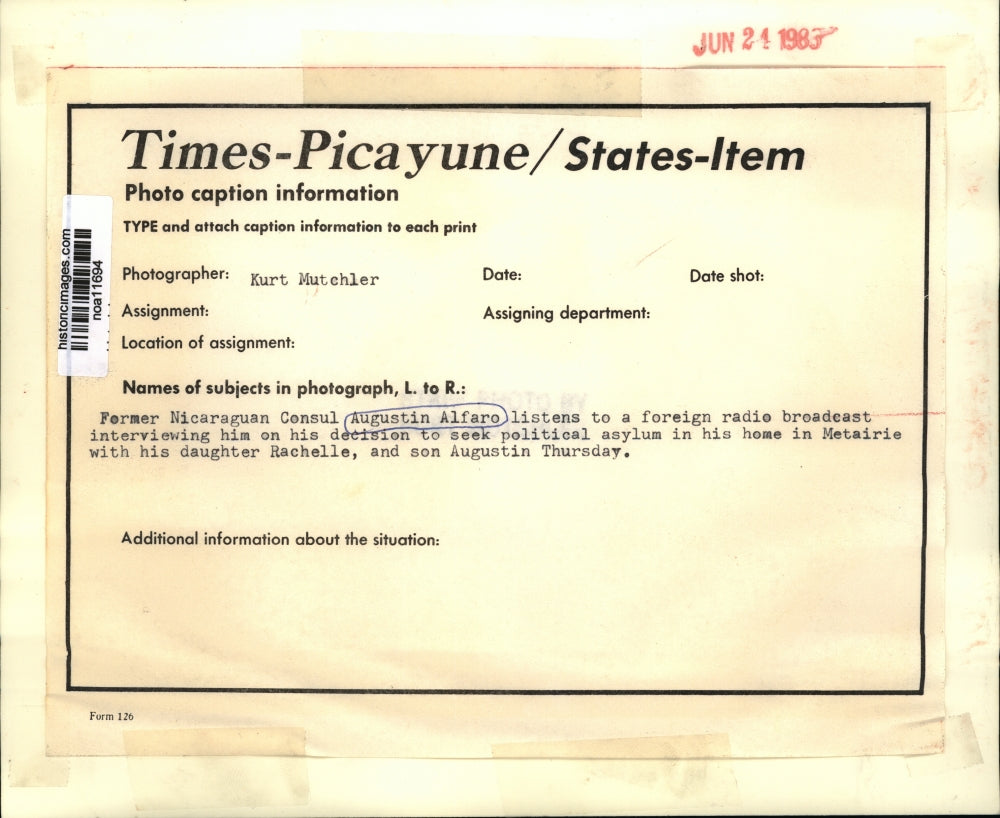 JUN 24 1983
Times-Picayune/States-Item
Photo caption information
TYPE and attach caption information to each print
Photographer: Kurt Mutchler Date: Date shot:
Assignment: Assigning department:
Location of assignment:
Names of subjects in photograph, L. to R.:
Former Nicaraguan Consul Augustin Alfaro listens to a foreign radio broadcast
interviewing him on his decision to seek political asylum in his home in Metairie
with his daughter Rachelle, and son Augustin Thursday.
Additional information about the situation:
Form 126
historicimages.com
noa11694